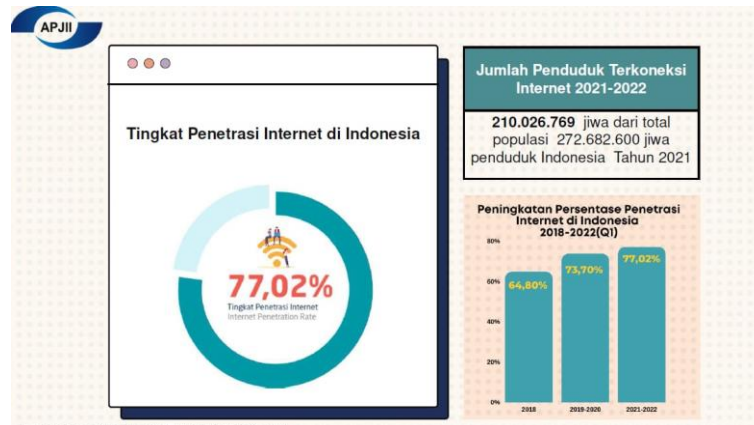 APJII
Tingkat Penetrasi Internet di Indonesia
77,02%
Tingkat Penetrasi Internet
Internet Penetration Rate
Jumlah Penduduk Terkoneksi
Internet 2021-2022
210.026.769 jiwa dari total
populasi 272.682.600 jiwa
penduduk Indonesia Tahun 2021
Peningkatan Persentase Penetrasi
Internet di Indonesia
2018-2022(Q1)
80%
60%
40%
20%
0%
64,80%
73,70%
77,02%
2018
2019-2020
2021-2022